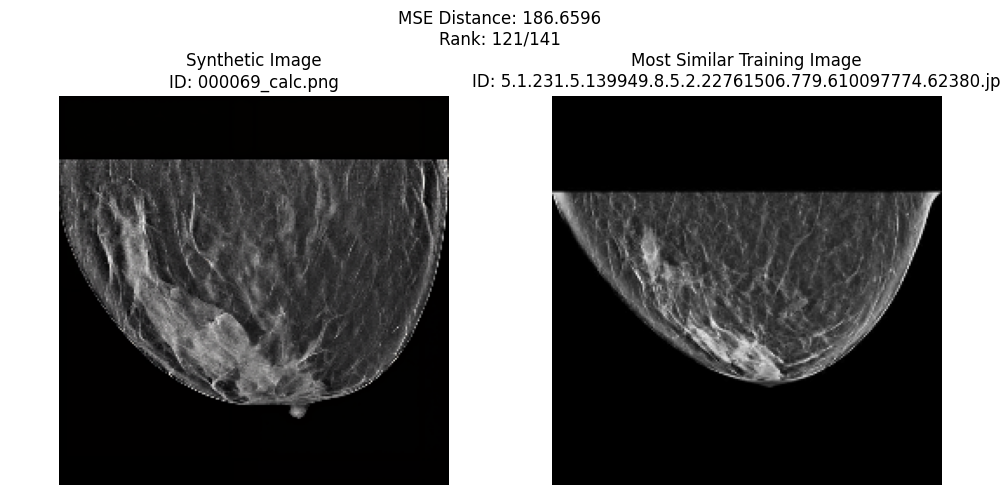 MSE Distance: 186.6596
Rank: 121/141
Synthetic Image
ID: 000069_calc.png
Most Similar Training Image
ID: 5.1.231.5.139949.8.5.2.22761506.779.610097774.62380.jp